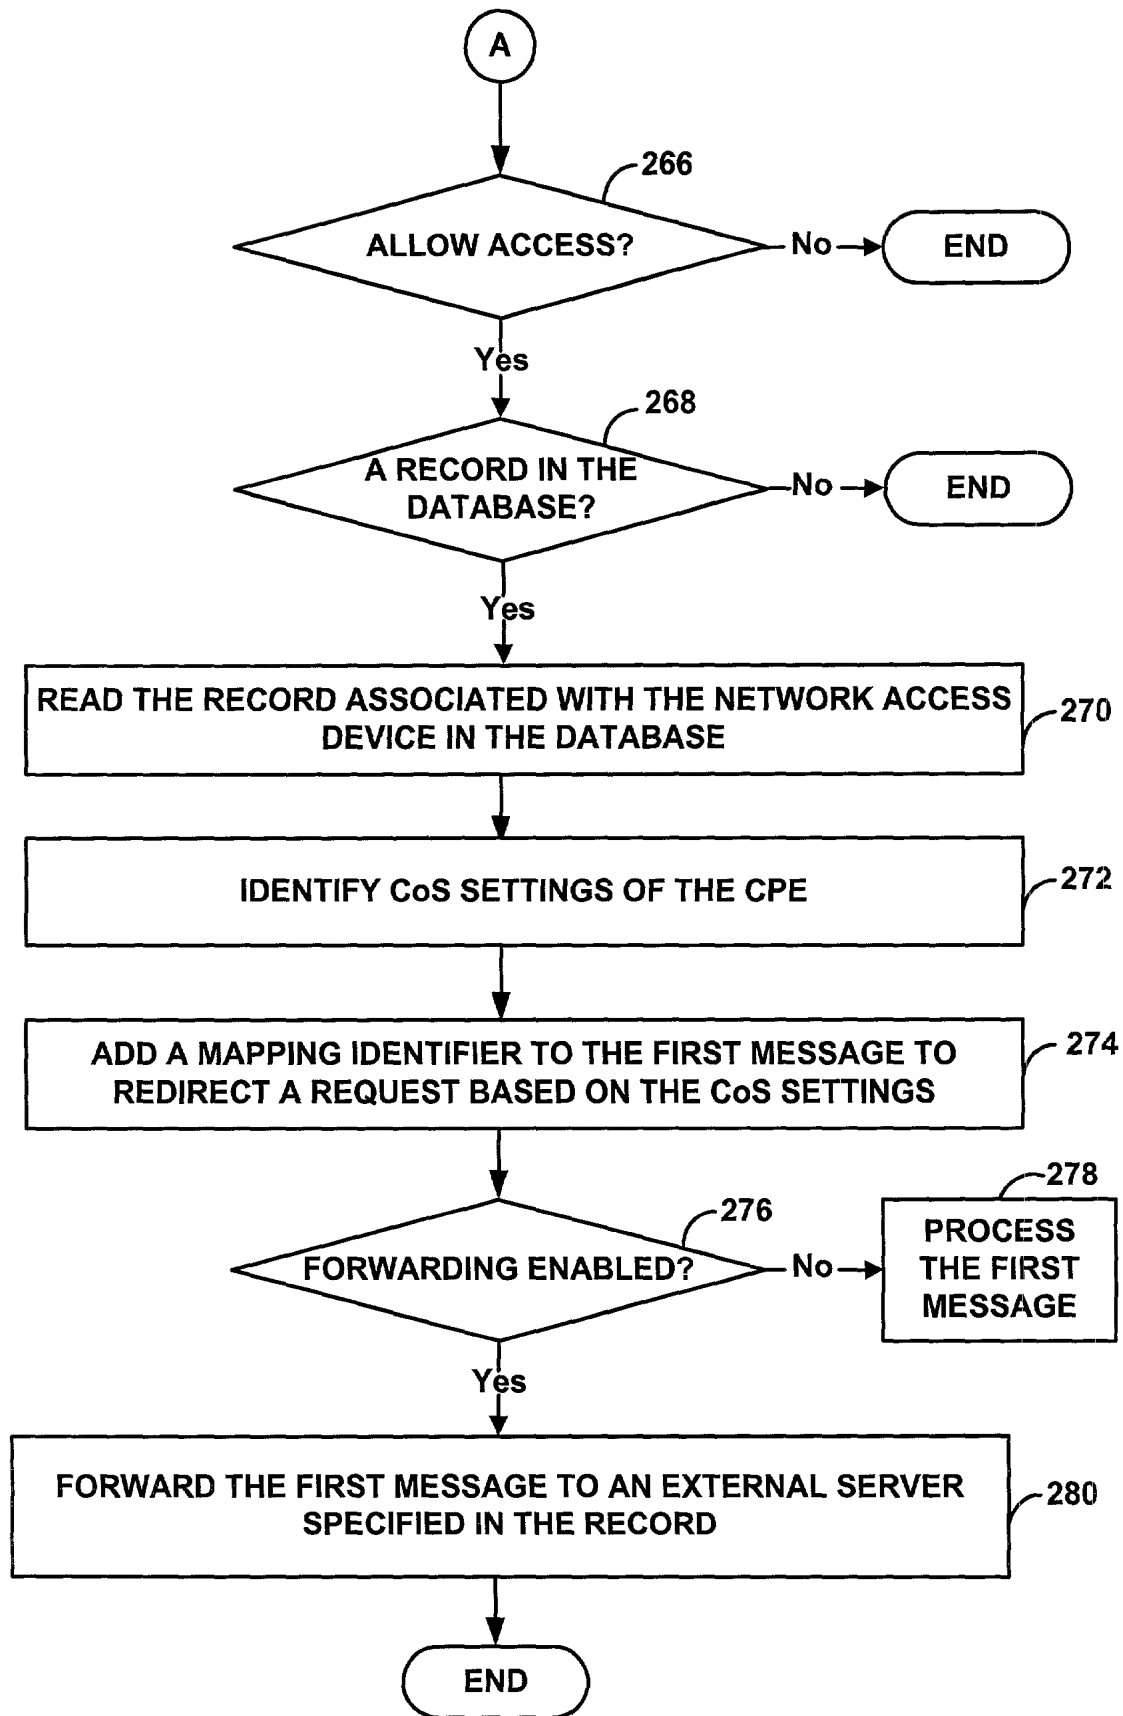 A
266
ALLOW ACCESS?
No
END
Yes
268
A RECORD IN THE
DATABASE?
No
END
Yes
READ THE RECORD ASSOCIATED WITH THE NETWORK ACCESS
DEVICE IN THE DATABASE
270
IDENTIFY CoS SETTINGS OF THE CPE
272
ADD A MAPPING IDENTIFIER TO THE FIRST MESSAGE TO
REDIRECT A REQUEST BASED ON THE CoS SETTINGS
274
276
FORWARDING ENABLED?
No
278
PROCESS
THE FIRST
MESSAGE
Yes
FORWARD THE FIRST MESSAGE TO AN EXTERNAL SERVER
SPECIFIED IN THE RECORD
280
END